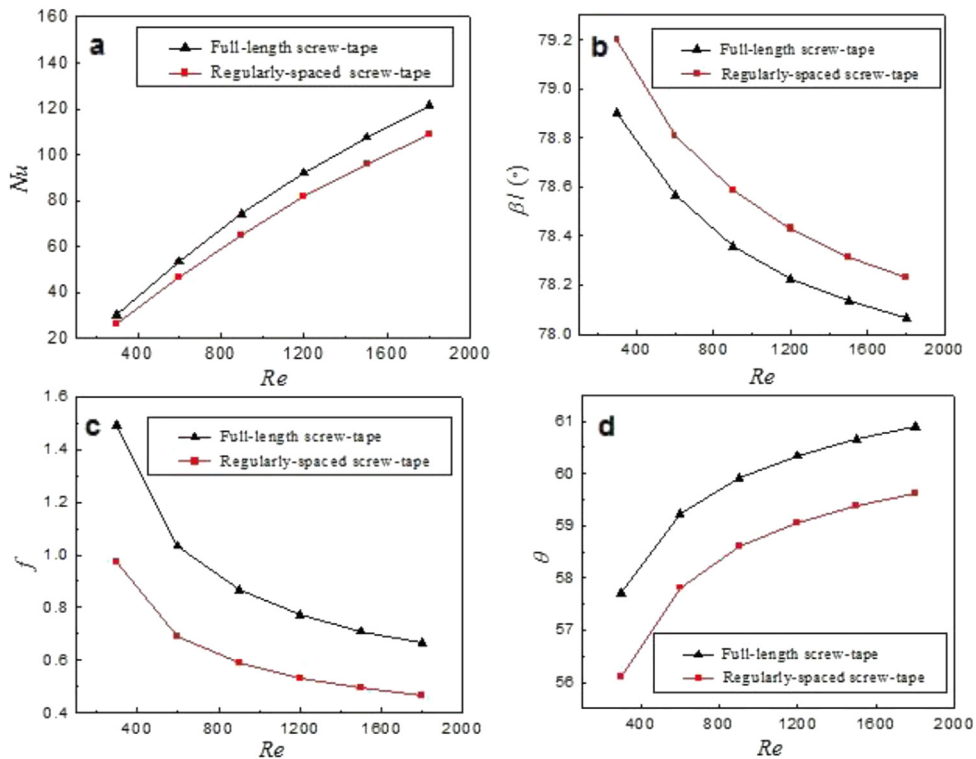 a
160
140
120
100
80
60
40
20
Nu
Full-length screw-tape
Regularly-spaced screw-tape
400 800 1200 1600 2000
Re
b
79.2
79.0
78.8
78.6
78.4
78.2
78.0
β / (°)
Full-length screw-tape
Regularly-spaced screw-tape
400 800 1200 1600 2000
Re
c
1.6
1.4
1.2
1.0
0.8
0.6
0.4
f
Full-length screw-tape
Regularly-spaced screw-tape
400 800 1200 1600 2000
Re
d
61
60
59
58
57
56
θ
Full-length screw-tape
Regularly-spaced screw-tape
400 800 1200 1600 2000
Re